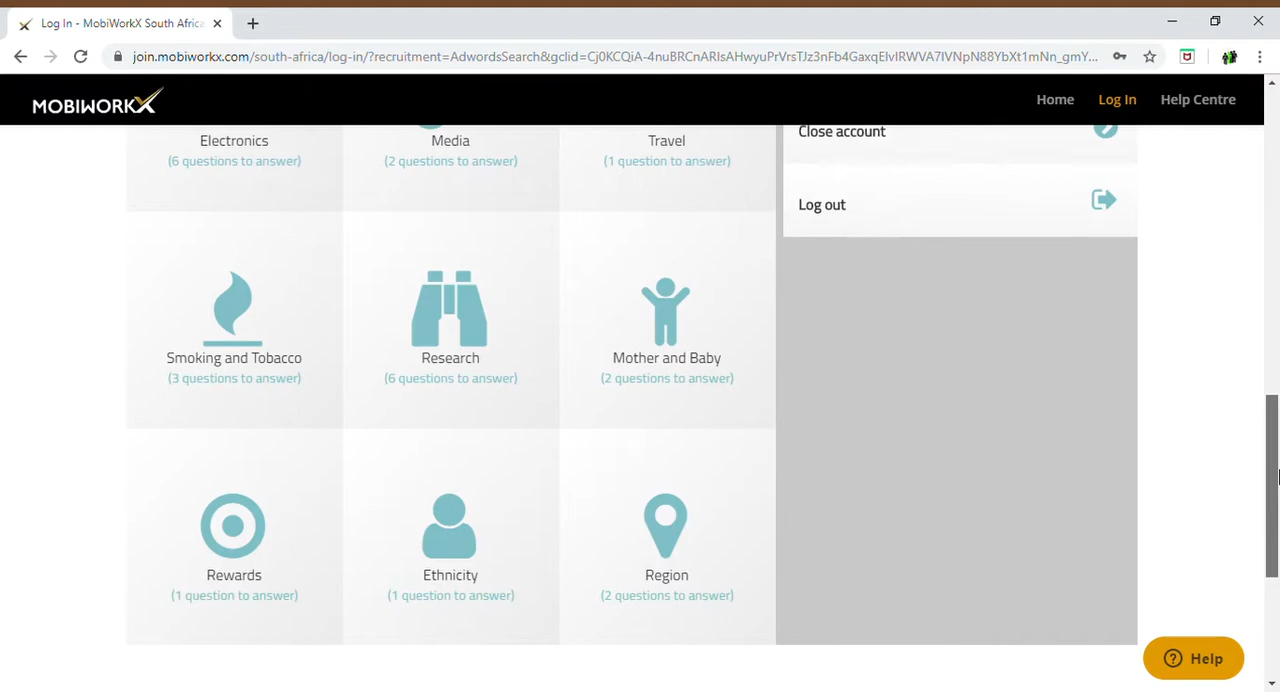 Log In - MobiWorkX South Africa
join.mobiworkx.com/south-africa/log-in/?recruitment=AdwordsSearch&gclid=Cj0KCQiA-4nuBRCnARIsAHwyuPrVrsTJz3nFb4GaxqEIvIRWVA7IVNpN88YbXt1mNn_gmY...
MOBIWORKX
Home Log In Help Centre
Electronics Media Travel
(6 questions to answer) (2 questions to answer) (1 question to answer)
Close account
Log out
Smoking and Tobacco Research Mother and Baby
(3 questions to answer) (6 questions to answer) (2 questions to answer)
Rewards Ethnicity Region
(1 question to answer) (1 question to answer) (2 questions to answer)
Help